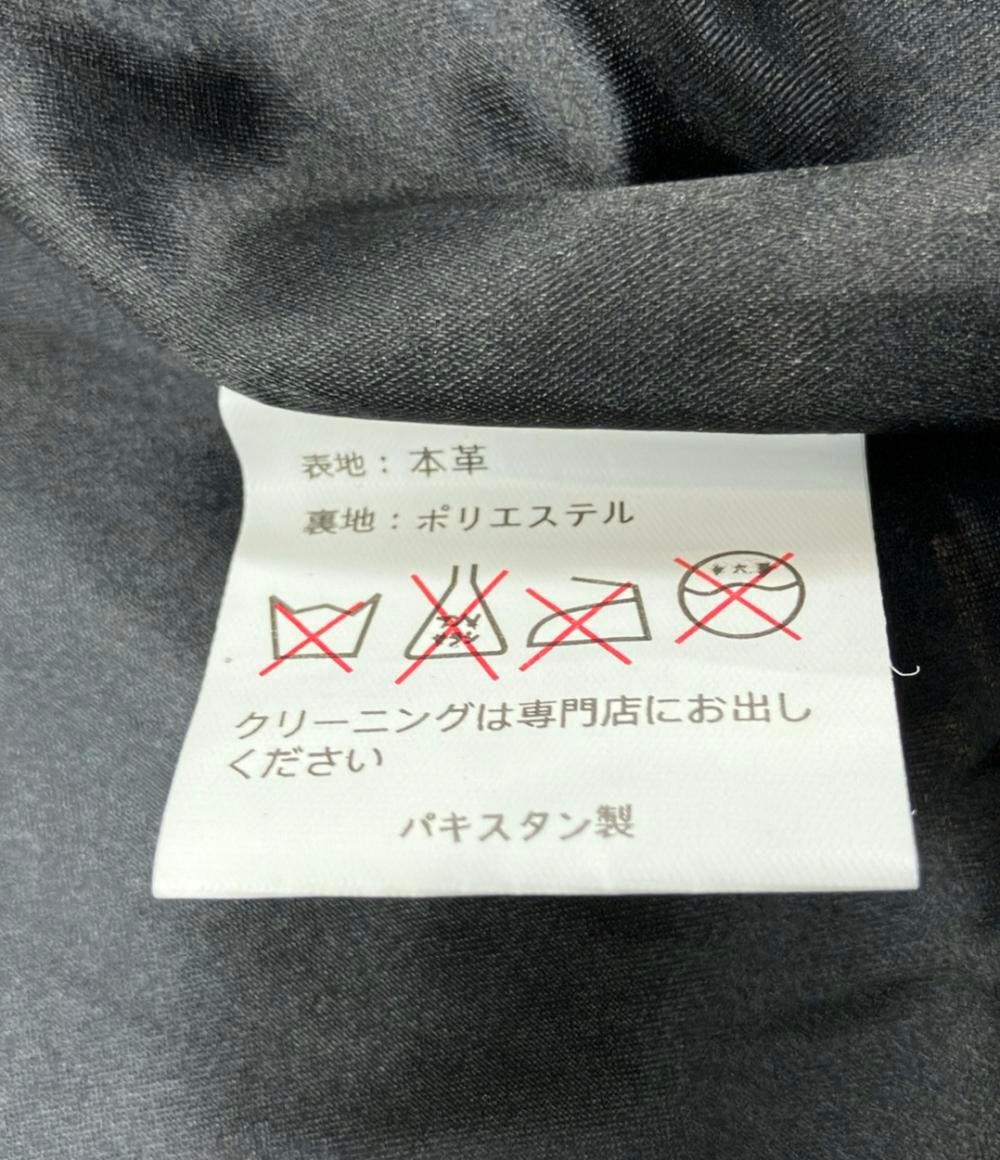 表地：本革
裏地：ポリエステル
クリーニングは専門店にお出し
ください
パキスタン製